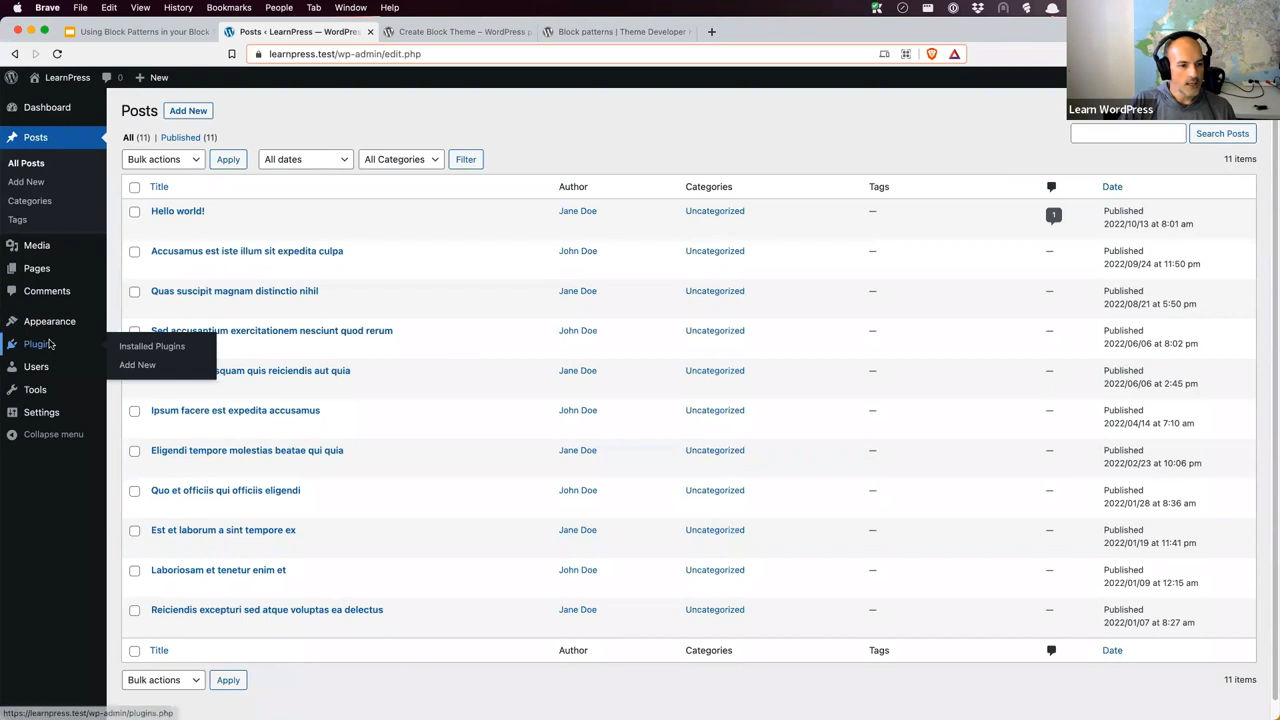 Brave File Edit View History Bookmarks People Tab Window Help
Using Block Patterns in your Block
Posts ‹ LearnPress — WordPres
Create Block Theme – WordPress p
Block patterns | Theme Developer H
learnpress.test/wp-admin/edit.php
LearnPress 0 New
Learn WordPress
Dashboard
Posts
All Posts
Add New
Categories
Tags
Media
Pages
Comments
Appearance
Plugins
Users
Tools
Settings
Collapse menu
Installed Plugins
Add New
Posts Add New
All (11) | Published (11)
Search Posts
Bulk actions Apply All dates All Categories Filter 11 items
Title Author Categories Tags Date
Hello world! Jane Doe Uncategorized — 1 Published
2022/10/13 at 8:01 am
Accusamus est iste illum sit expedita culpa John Doe Uncategorized — — Published
2022/09/24 at 11:50 pm
Quas suscipit magnam distinctio nihil Jane Doe Uncategorized — — Published
2022/08/21 at 5:50 pm
Sed accusantium exercitationem nesciunt quod rerum John Doe Uncategorized — — Published
2022/06/06 at 8:02 pm
squam quis reiciendis aut quia Jane Doe Uncategorized — — Published
2022/06/06 at 2:45 pm
Ipsum facere est expedita accusamus John Doe Uncategorized — — Published
2022/04/14 at 7:10 am
Eligendi tempore molestias beatae qui quia Jane Doe Uncategorized — — Published
2022/02/23 at 10:06 pm
Quo et officiis qui officiis eligendi John Doe Uncategorized — — Published
2022/01/28 at 8:36 am
Est et laborum a sint tempore ex Jane Doe Uncategorized — — Published
2022/01/19 at 11:41 pm
Laboriosam et tenetur enim et John Doe Uncategorized — — Published
2022/01/09 at 12:15 am
Reiciendis excepturi sed atque voluptas ea delectus Jane Doe Uncategorized — — Published
2022/01/07 at 8:27 am
Title Author Categories Tags Date
Bulk actions Apply 11 items
https://learnpress.test/wp-admin/plugins.php